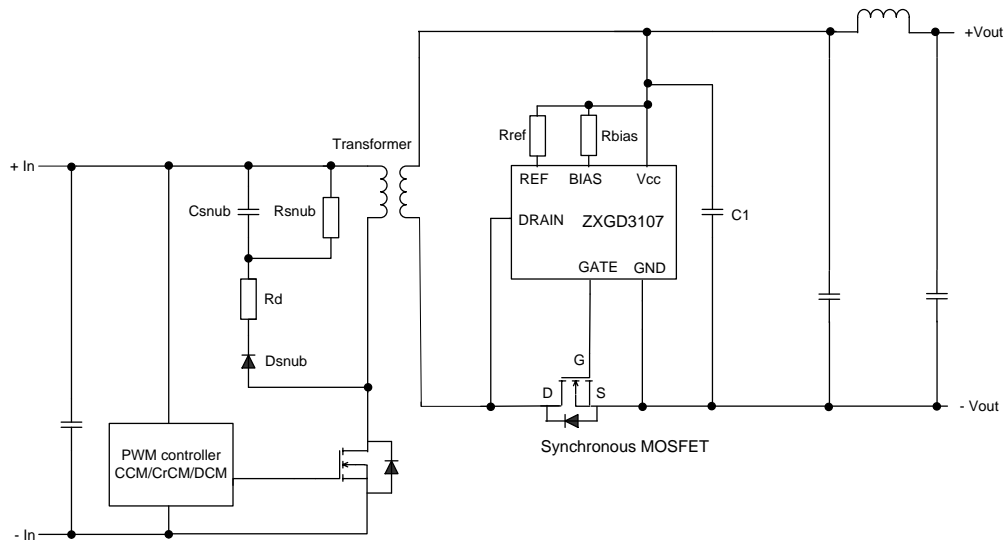 +Vout
Transformer
Rref
Rbias
+ In
REF
BIAS
Vcc
Csnub
Rsnub
DRAIN
ZXGD3107
C1
GATE
GND
Rd
Dsnub
G
D
S
- Vout
Synchronous MOSFET
PWM controller
CCM/CrCM/DCM
- In